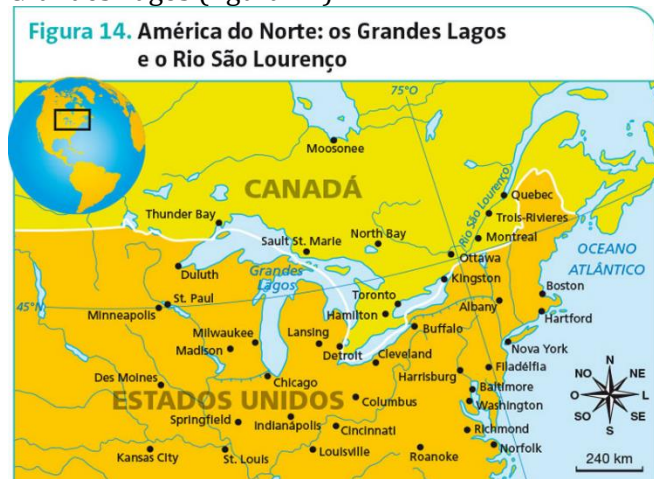 Figura 14. América do Norte: os Grandes Lagos
e o Rio São Lourenço
75°O
Moosonee
CANADÁ
Rio São Lourenço
Quebec
Trois-Rivieres
Thunder Bay
Sault St. Marie
North Bay
Montreal
Ottawa
OCEANO
ATLÂNTICO
Duluth
Grandes
Lagos
Kingston
45°N
St. Paul
Minneapolis
Toronto
Hamilton
Albany
Boston
Hartford
Milwaukee
Madison
Lansing
Detroit
Buffalo
Cleveland
Nova York
Des Moines
Chicago
Harrisburg
Filadélfia
Baltimore
Washington
ESTADOS UNIDOS
Columbus
Springfield
Indianápolis
Cincinnati
Richmond
Kansas City
St. Louis
Louisville
Roanoke
Norfolk
N
NO
NE
O
L
SO
SE
S
240 km